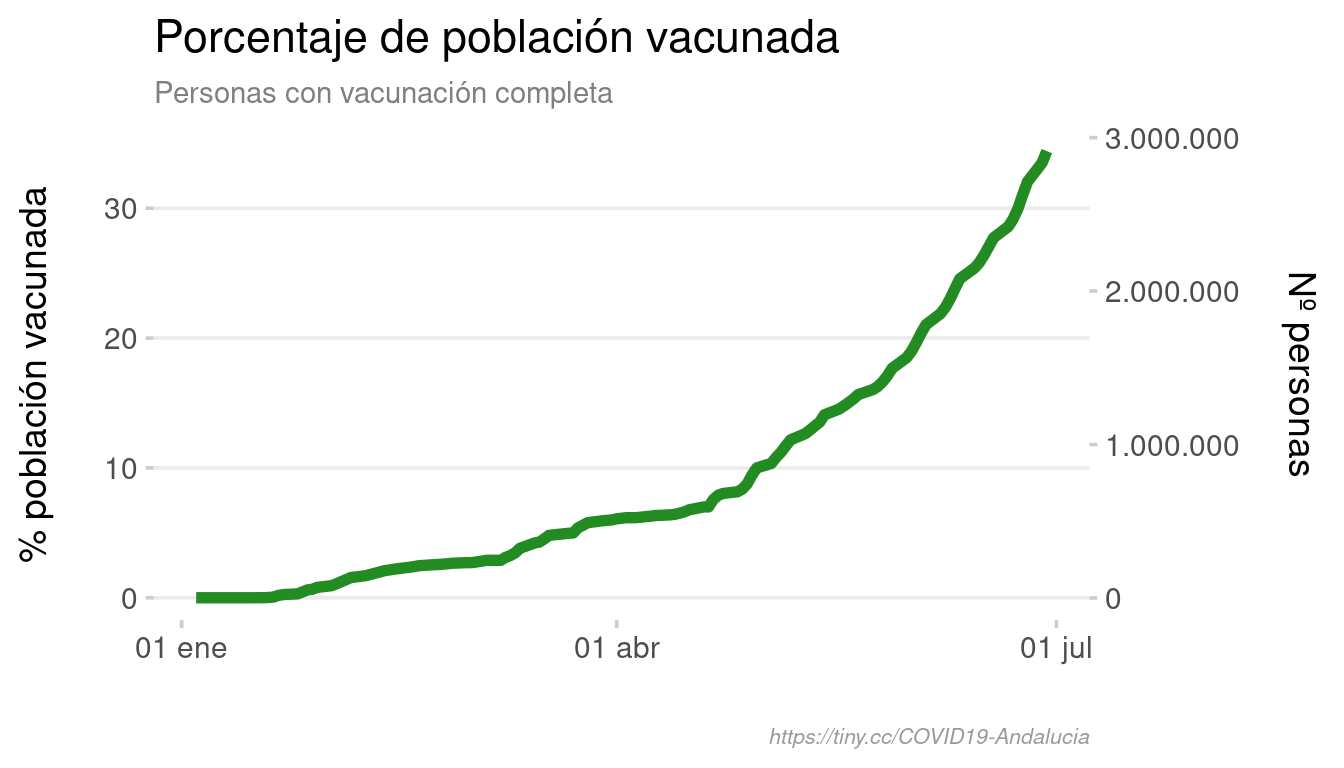 Porcentaje de población vacunada
Personas con vacunación completa
% población vacunada
30
20
10
0
3.000.000
2.000.000
1.000.000
0
Nº personas
01 ene
01 abr
01 jul
https://tiny.cc/COVID19-Andalucia